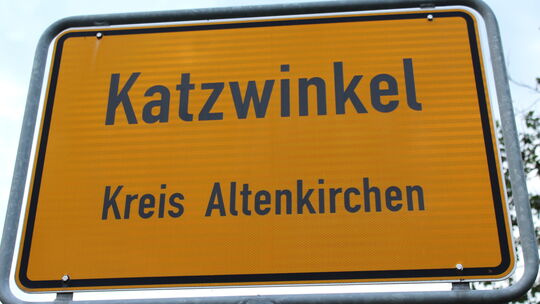 Katzwinkel
Kreis Altenkirchen